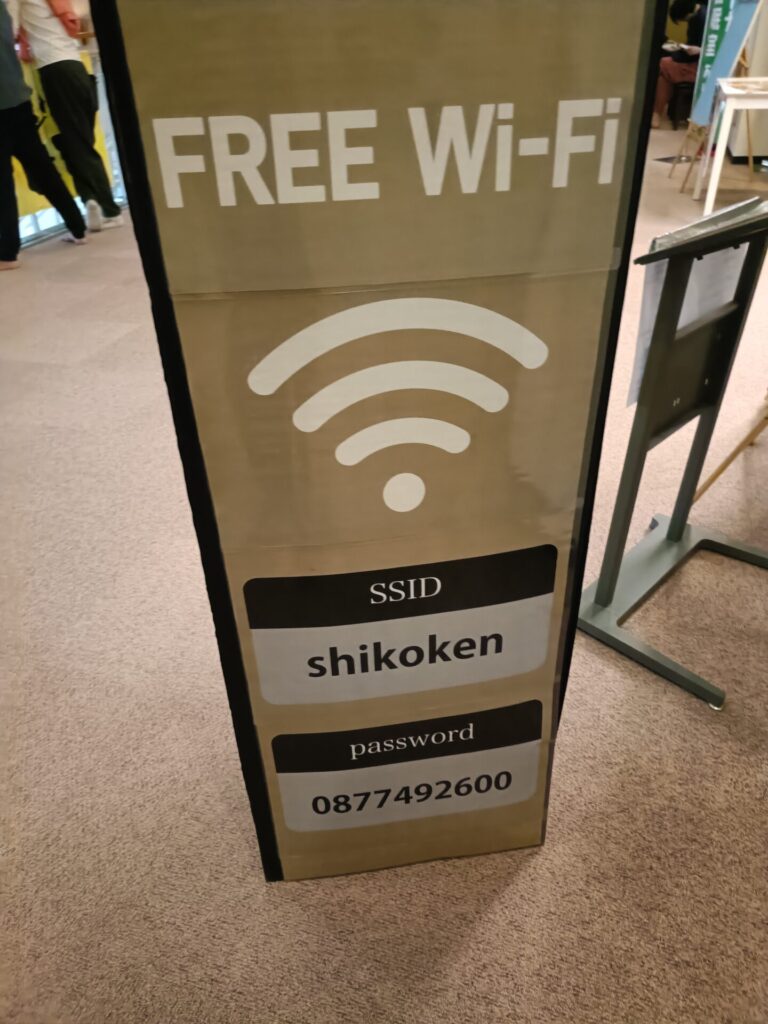 FREE Wi-Fi
SSID
shikoken
password
0877492600